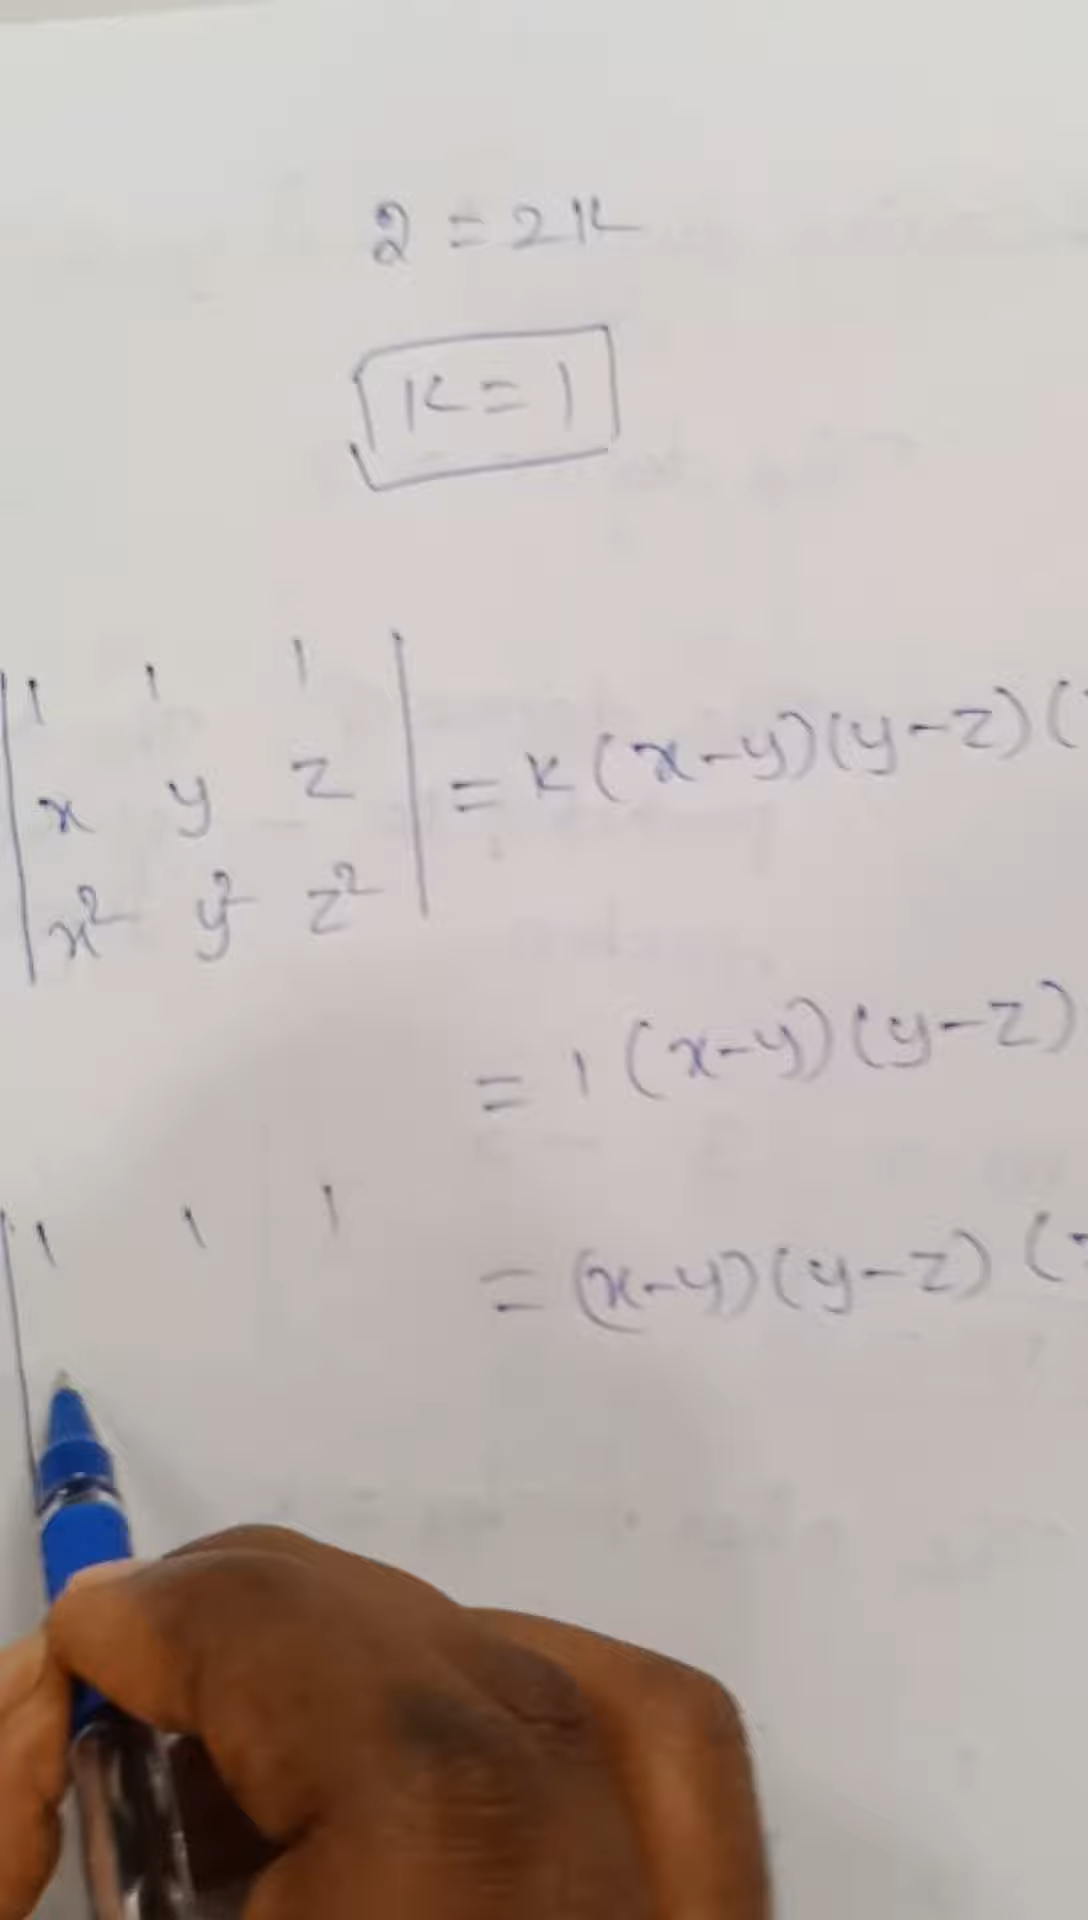 2 = 2K
K = 1
| 1 1 1 |
| x y z | = K (x-y)(y-z)(
| x² y² z² |
= 1 (x-y)(y-z)
| 1 1 1 = (x-y)(y-z)(